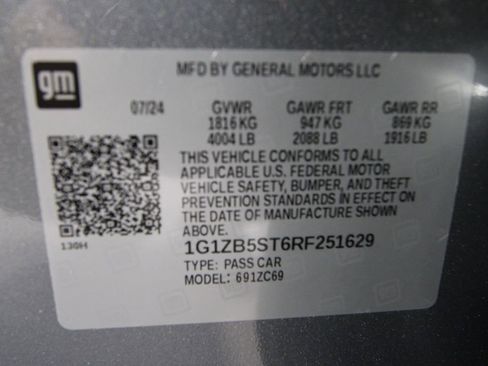 gm
MFD BY GENERAL MOTORS LLC
07/24 GVWR GAWR FRT GAWR RR
1816 KG 947 KG 869 KG
4004 LB 2088 LB 1916 LB
THIS VEHICLE CONFORMS TO ALL
APPLICABLE U.S. FEDERAL MOTOR
VEHICLE SAFETY, BUMPER, AND THEFT
PREVENTION STANDARDS IN EFFECT ON
THE DATE OF MANUFACTURE SHOWN
ABOVE.
130H
1G1ZB5ST6RF251629
TYPE: PASS CAR
MODEL: 691ZC69